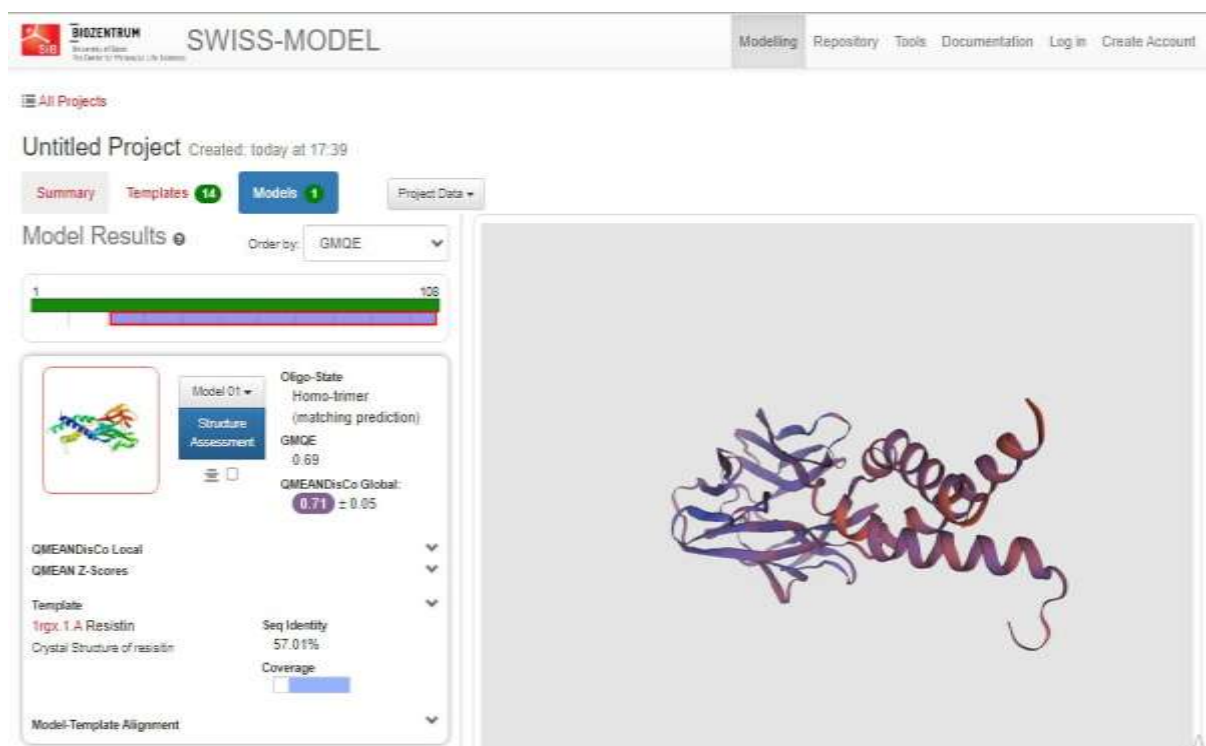 BIOZENTRUM
SIB
SWISS-MODEL
Modelling Repository Tools Documentation Log in Create Account
All Projects
Untitled Project Created: today at 17:39
Summary Templates 14 Models 1 Project Data
Model Results Order by: GMQE
1 108
Model 01
Structure
Assessment
Oligo-State
Homo-trimer
(matching prediction)
GMQE
0.69
QMEANDisCo Global:
0.71 ± 0.05
QMEANDisCo Local
QMEAN Z-Scores
Template
1rgx.1.A Resistin Seq Identity
Crystal Structure of resisitin 57.01%
Coverage
Model-Template Alignment